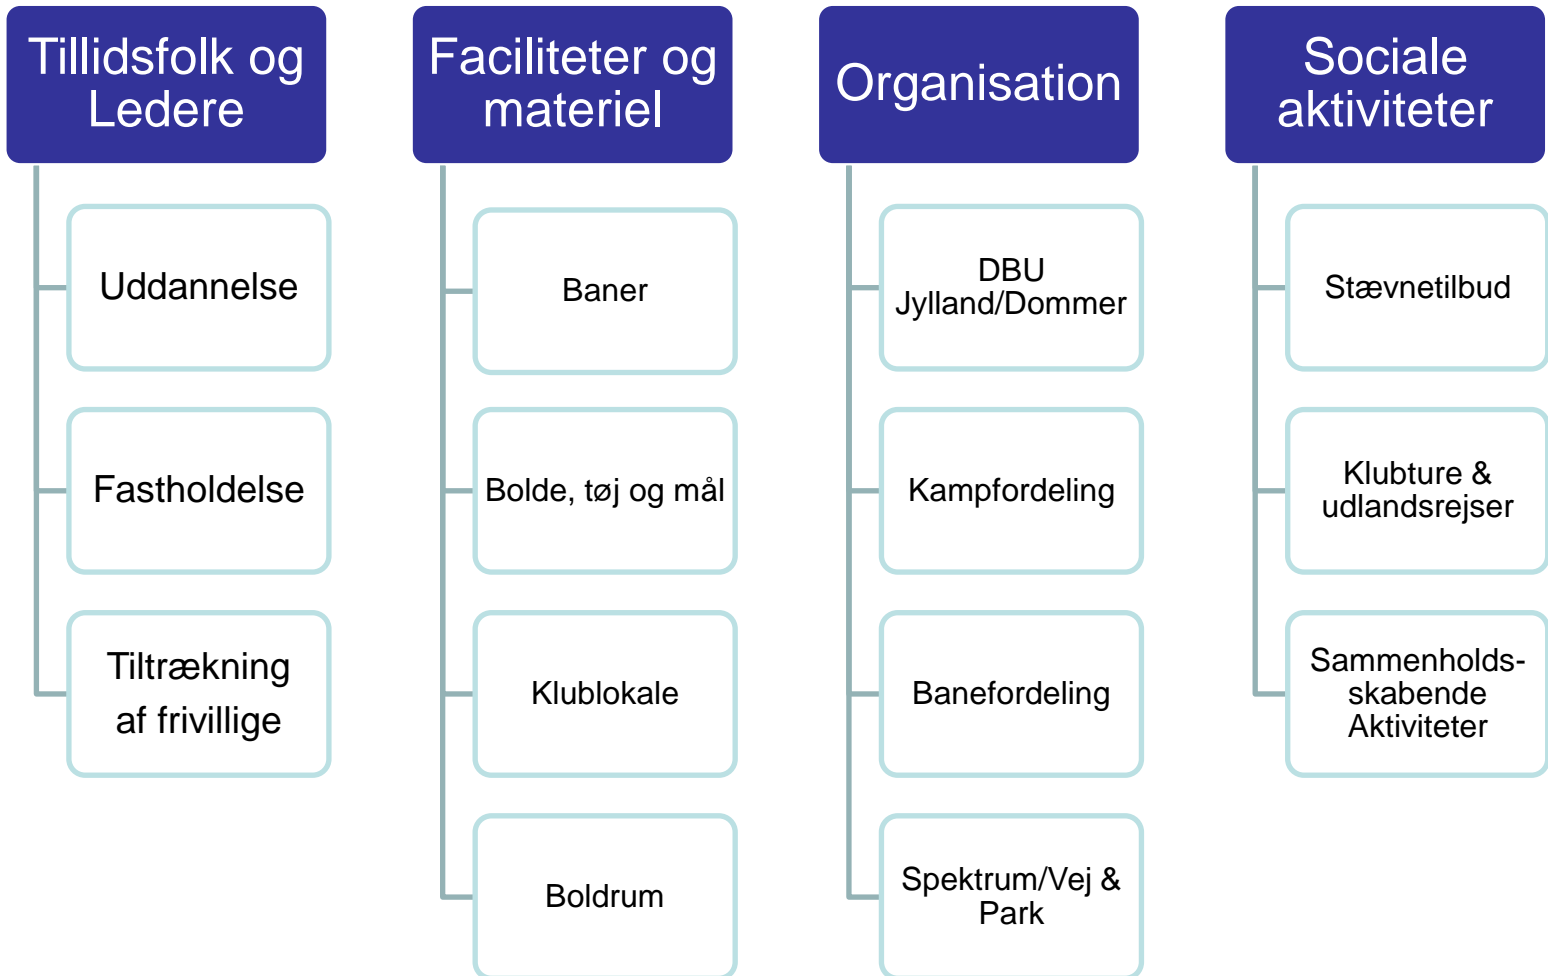 Tillidsfolk og
Ledere
Uddannelse
Fastholdelse
Tiltrækning
af frivillige
Faciliteter og
materiel
Baner
Bolde, tøj og mål
Klublokale
Boldrum
Organisation
DBU
Jylland/Dommer
Kampfordeling
Banefordeling
Spektrum/Vej &
Park
Sociale
aktiviteter
Stævnetilbud
Klubture &
udlandsrejser
Sammenholds-
skabende
Aktiviteter